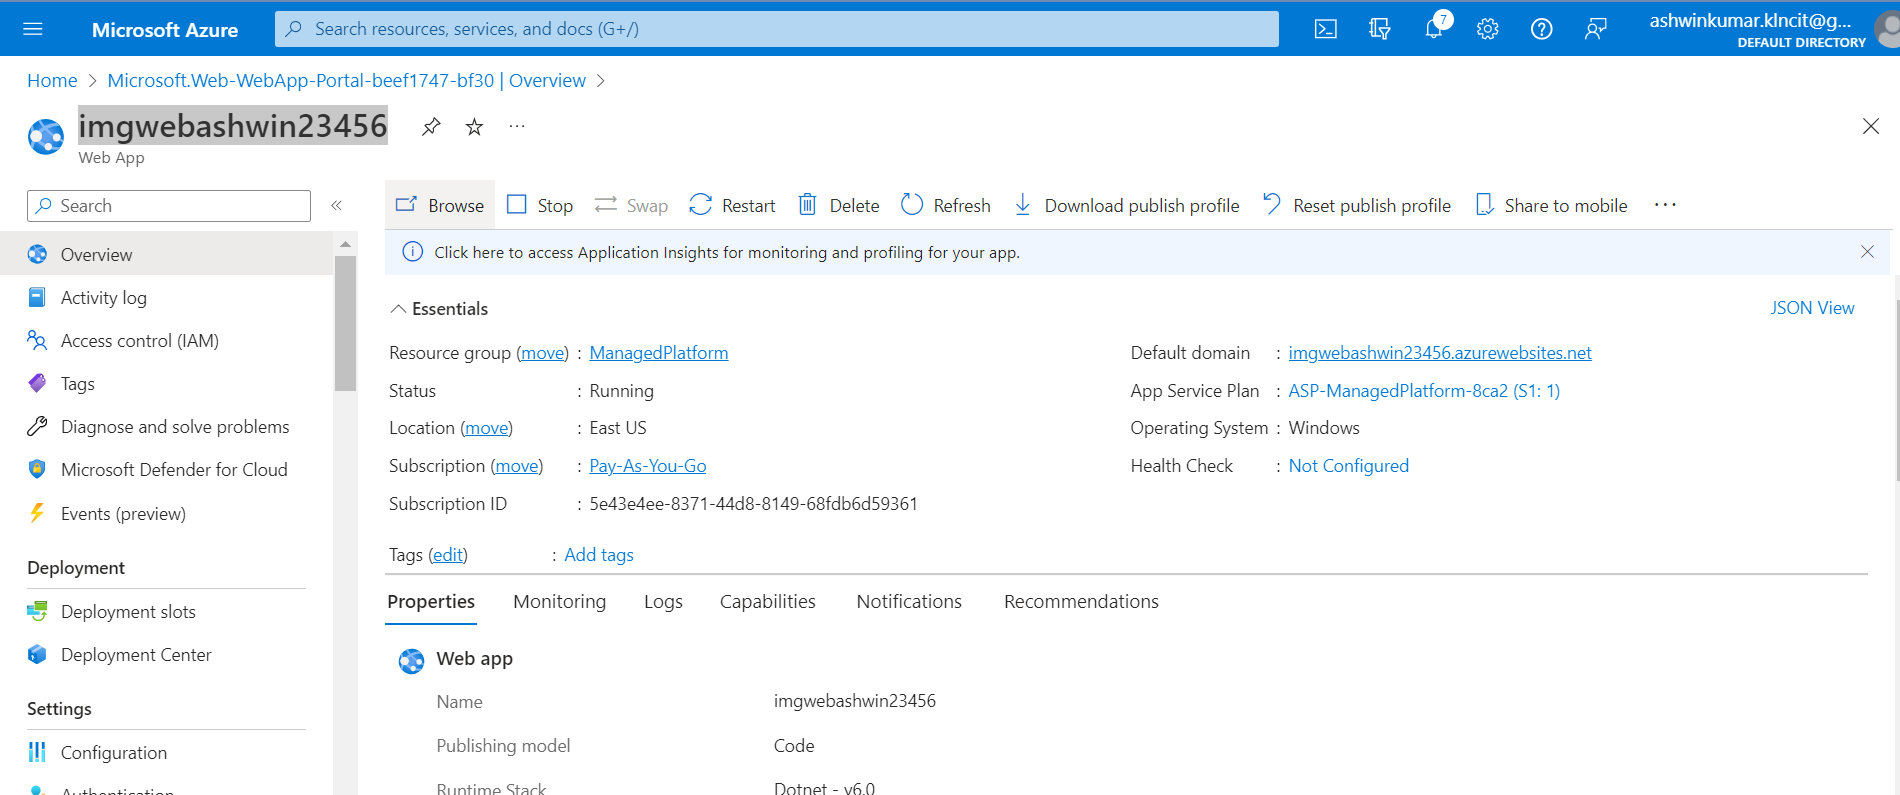 Microsoft Azure
Search resources, services, and docs (G+/)
7
ashwinkumar.klncit@g...
DEFAULT DIRECTORY
Home > Microsoft.Web-WebApp-Portal-beef1747-bf30 | Overview >
imgwebashwin23456
Web App
Search
Overview
Activity log
Access control (IAM)
Tags
Diagnose and solve problems
Microsoft Defender for Cloud
Events (preview)
Deployment
Deployment slots
Deployment Center
Settings
Configuration
Authentication
Browse
Stop
Swap
Restart
Delete
Refresh
Download publish profile
Reset publish profile
Share to mobile
Click here to access Application Insights for monitoring and profiling for your app.
Essentials
JSON View
Resource group (move) : ManagedPlatform
Status : Running
Location (move) : East US
Subscription (move) : Pay-As-You-Go
Subscription ID : 5e43e4ee-8371-44d8-8149-68fdb6d59361
Default domain : imgwebashwin23456.azurewebsites.net
App Service Plan : ASP-ManagedPlatform-8ca2 (S1: 1)
Operating System : Windows
Health Check : Not Configured
Tags (edit) : Add tags
Properties
Monitoring
Logs
Capabilities
Notifications
Recommendations
Web app
Name imgwebashwin23456
Publishing model Code
Runtime Stack Dotnet - v6.0